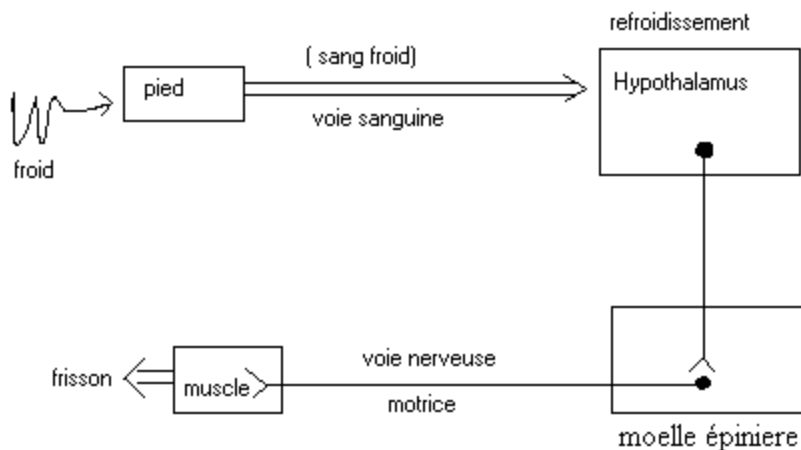 refroidissement
( sang froid)
pied
Hypothalamus
voie sanguine
froid
voie nerveuse
frisson
muscle
motrice
moelle épiniere